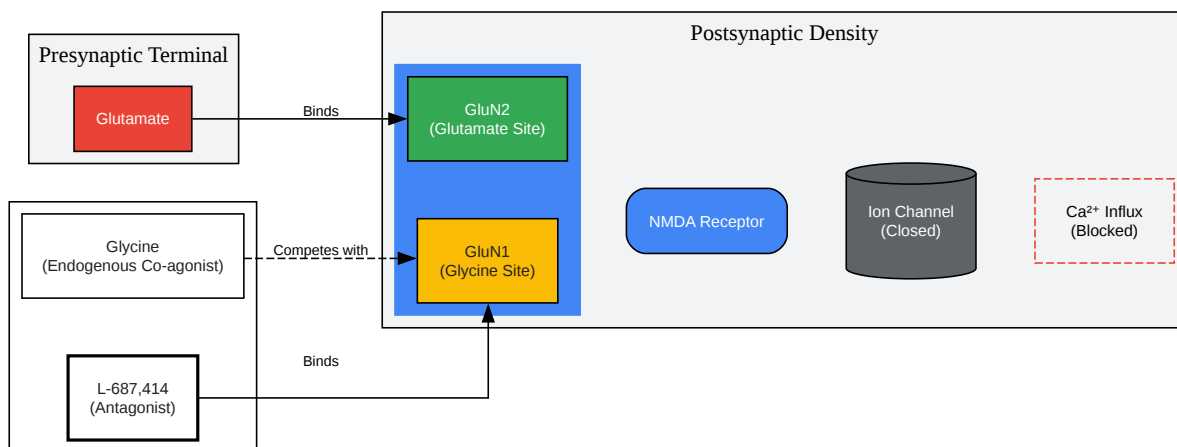 Postsynaptic Density
Presynaptic Terminal
Glutamate
Binds
GluN2
(Glutamate Site)
NMDA Receptor
Ion Channel
(Closed)
Ca²⁺ Influx
(Blocked)
Glycine
(Endogenous Co-agonist)
Competes with
GluN1
(Glycine Site)
Binds
L-687,414
(Antagonist)